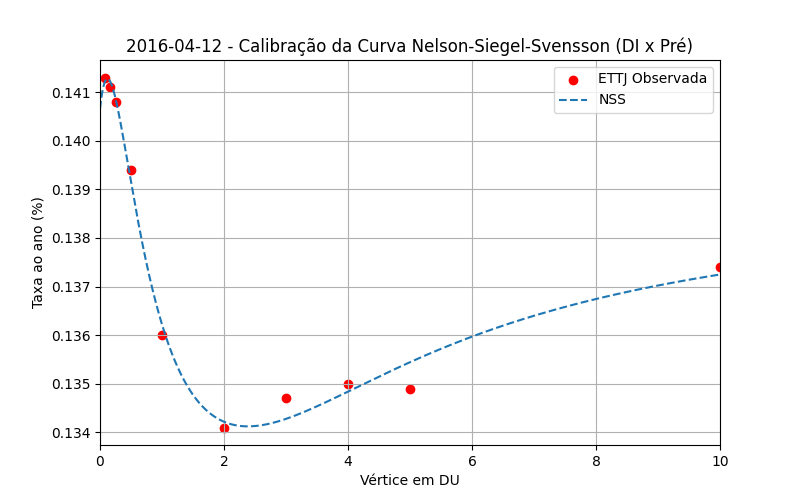 2016-04-12 - Calibração da Curva Nelson-Siegel-Svensson (DI x Pré)
ETTJ Observada
NSS
Taxa ao ano (%)
0.141
0.140
0.139
0.138
0.137
0.136
0.135
0.134
0 2 4 6 8 10
Vértice em DU